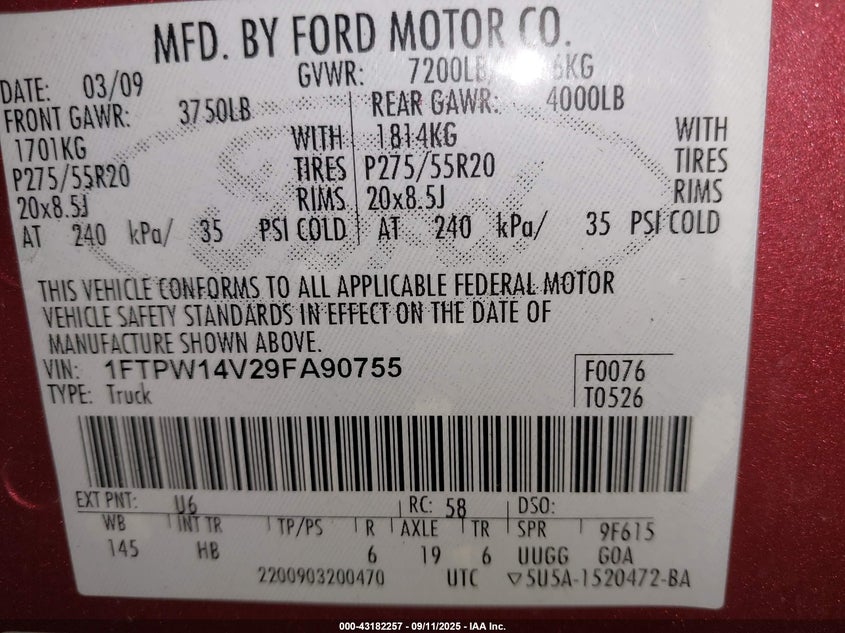 MFD. BY FORD MOTOR CO.
DATE: 03/09 GVWR: 7200LB/ 6KG
FRONT GAWR: 3750LB REAR GAWR: 4000LB
1701KG WITH 1814KG WITH
P275/55R20 TIRES P275/55R20 TIRES
20x8.5J RIMS 20x8.5J RIMS
AT 240 kPa/ 35 PSI COLD AT 240 kPa/ 35 PSI COLD
THIS VEHICLE CONFORMS TO ALL APPLICABLE FEDERAL MOTOR
VEHICLE SAFETY STANDARDS IN EFFECT ON THE DATE OF
MANUFACTURE SHOWN ABOVE.
VIN: 1FTPW14V29FA90755 F0076
TYPE: Truck T0526
EXT PNT: U6 RC: 58 DSO:
WB INT TR TP/PS R AXLE TR SPR 9F615
145 HB 6 19 6 UUGG GOA
2200903200470 UTC ▽5U5A-1520472-BA
000-43182257 - 09/11/2025 - IAA Inc.